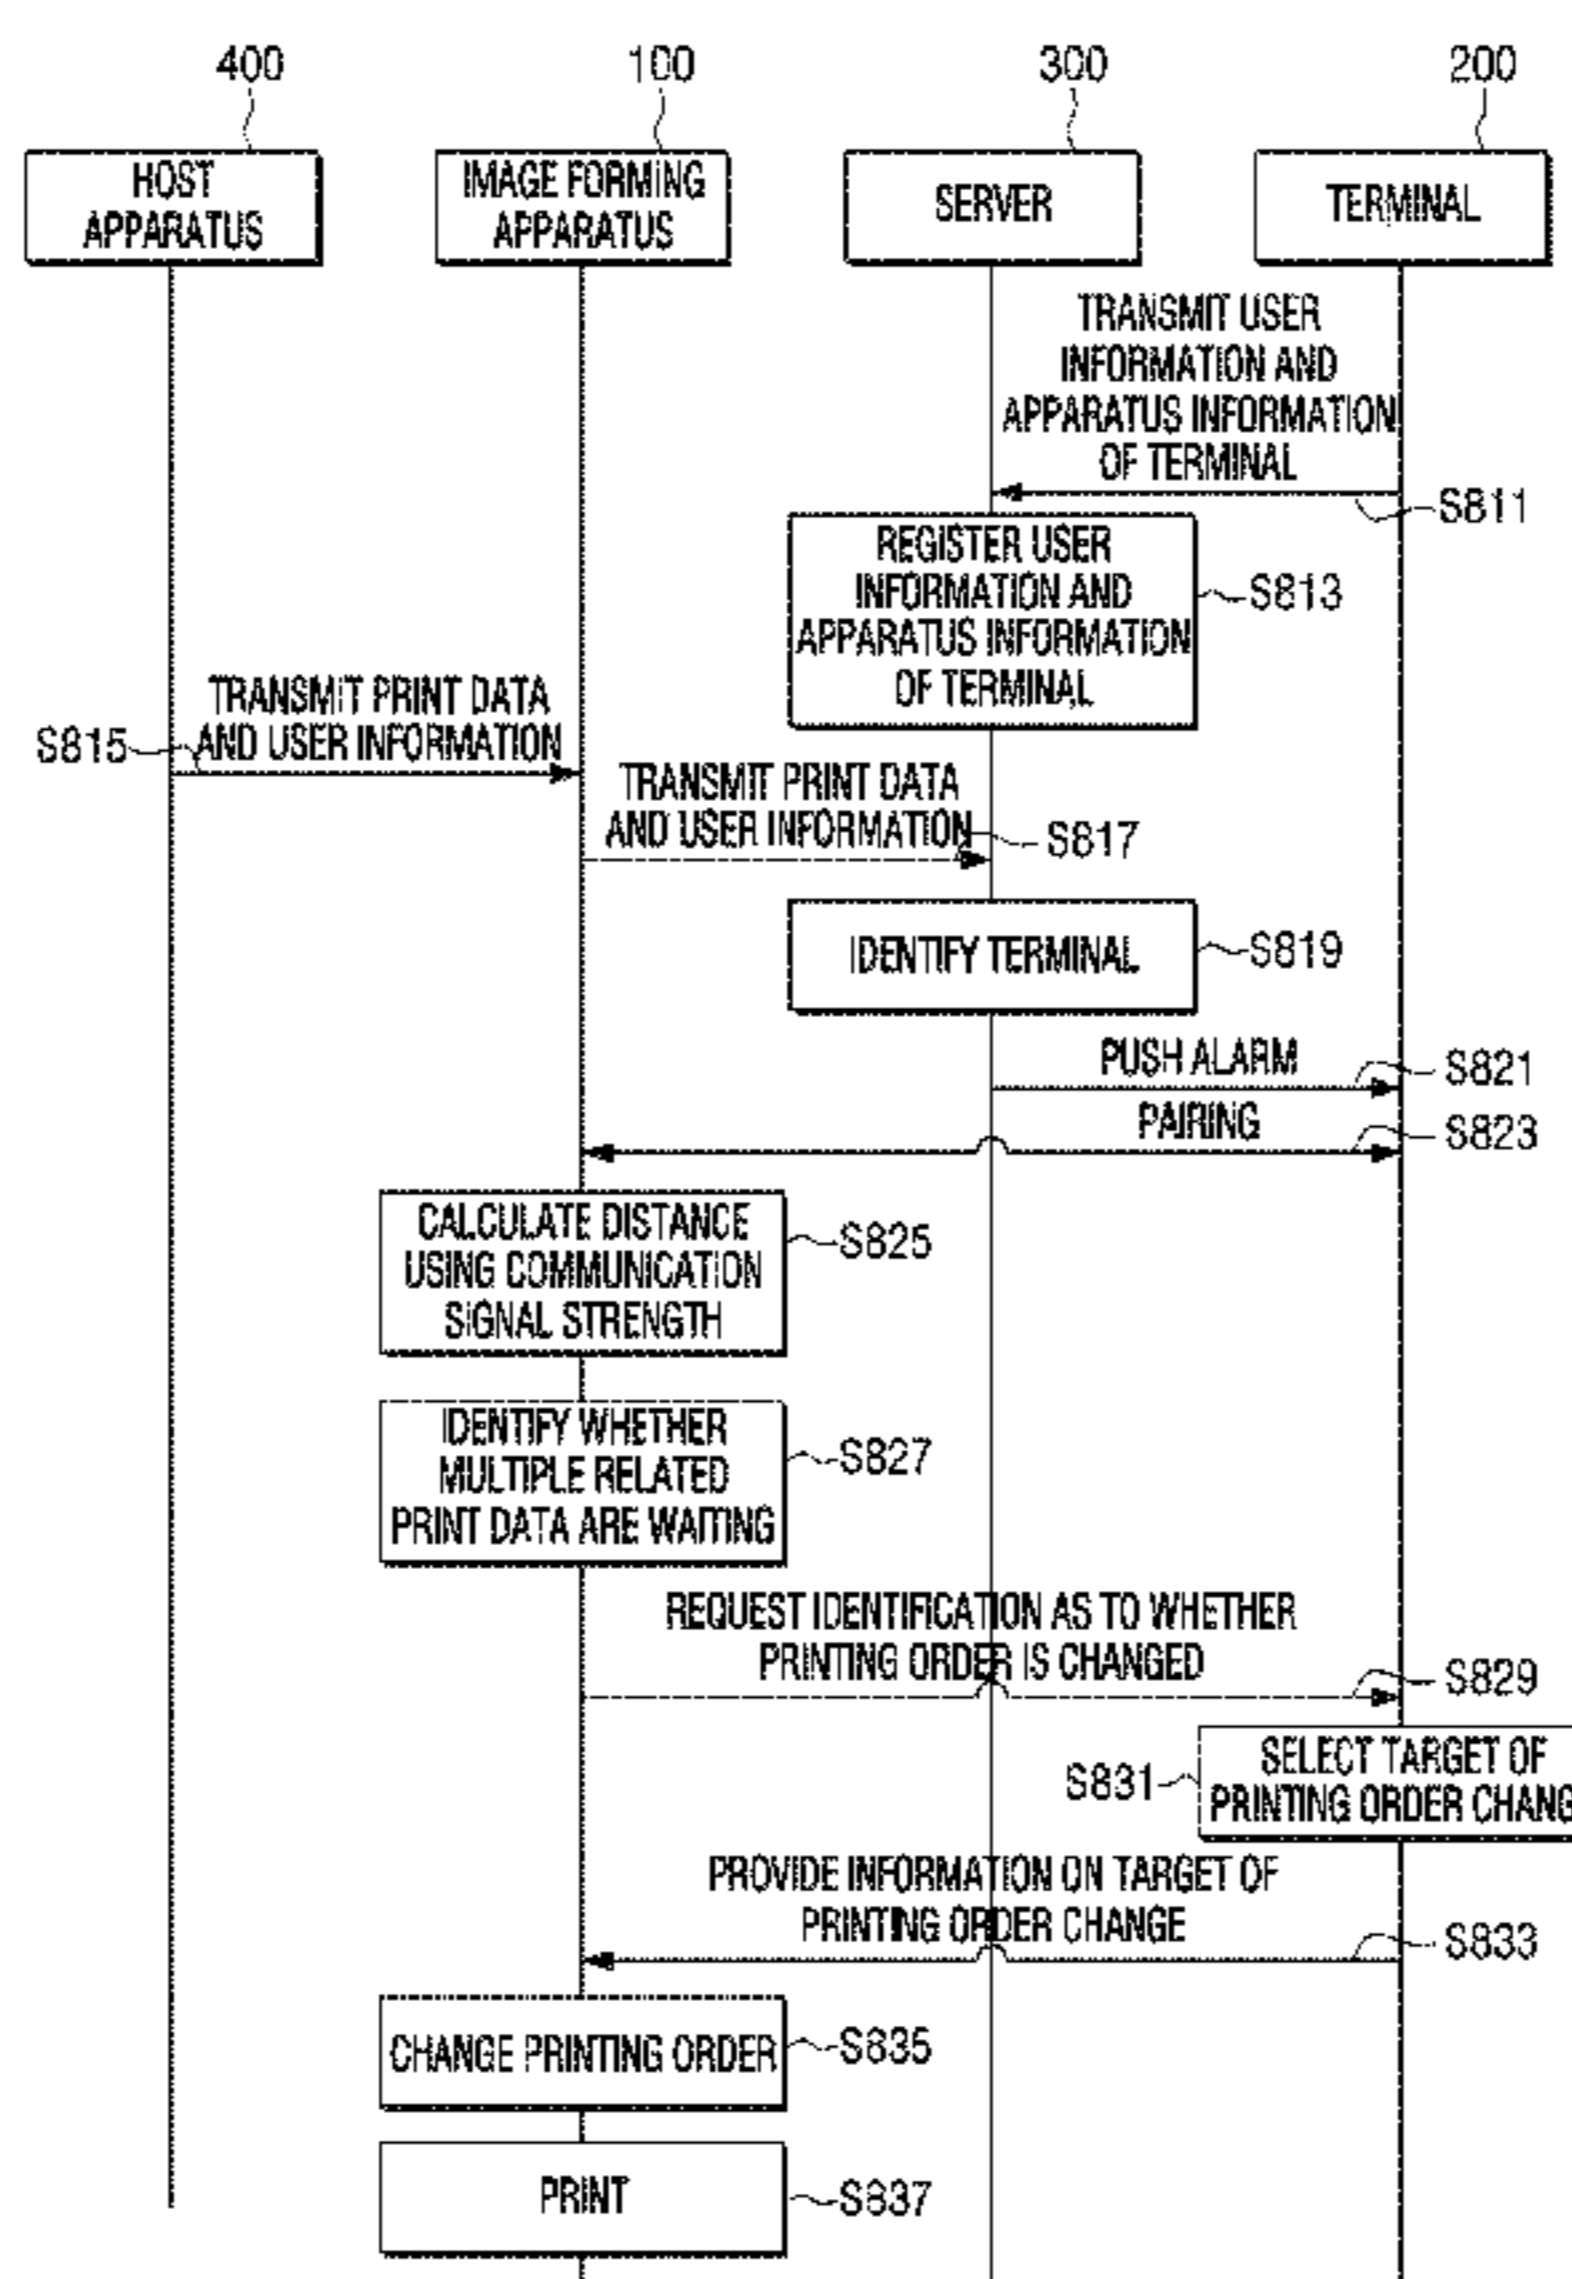 400
100
300
200
HOST
APPARATUS
IMAGE FORMING
APPARATUS
SERVER
TERMINAL
TRANSMIT USER
INFORMATION AND
APPARATUS INFORMATION
OF TERMINAL
S811
REGISTER USER
INFORMATION AND
APPARATUS INFORMATION
OF TERMINAL
S813
TRANSMIT PRINT DATA
AND USER INFORMATION
S815
TRANSMIT PRINT DATA
AND USER INFORMATION
S817
IDENTIFY TERMINAL
S819
PUSH ALARM
S821
PAIRING
S823
CALCULATE DISTANCE
USING COMMUNICATION
SIGNAL STRENGTH
S825
IDENTIFY WHETHER
MULTIPLE RELATED
PRINT DATA ARE WAITING
S827
REQUEST IDENTIFICATION AS TO WHETHER
PRINTING ORDER IS CHANGED
S829
SELECT TARGET OF
PRINTING ORDER CHANG
S831
PROVIDE INFORMATION ON TARGET OF
PRINTING ORDER CHANGE
S833
CHANGE PRINTING ORDER
S835
PRINT
S837